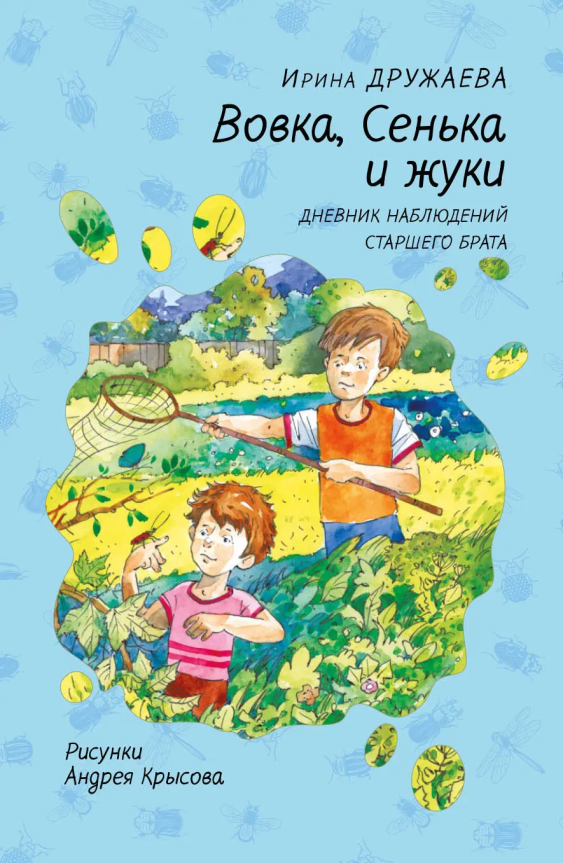 Ирина ДРУЖАЕВА
Вовка, Сенька
и жуки
ДНЕВНИК НАБЛЮДЕНИЙ
СТАРШЕГО БРАТА
Рисунки
Андрея Крысова